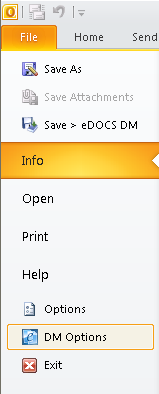 File Home Send
Save As
Save Attachments
Save > eDOCS DM
Info
Open
Print
Help
Options
DM Options
Exit